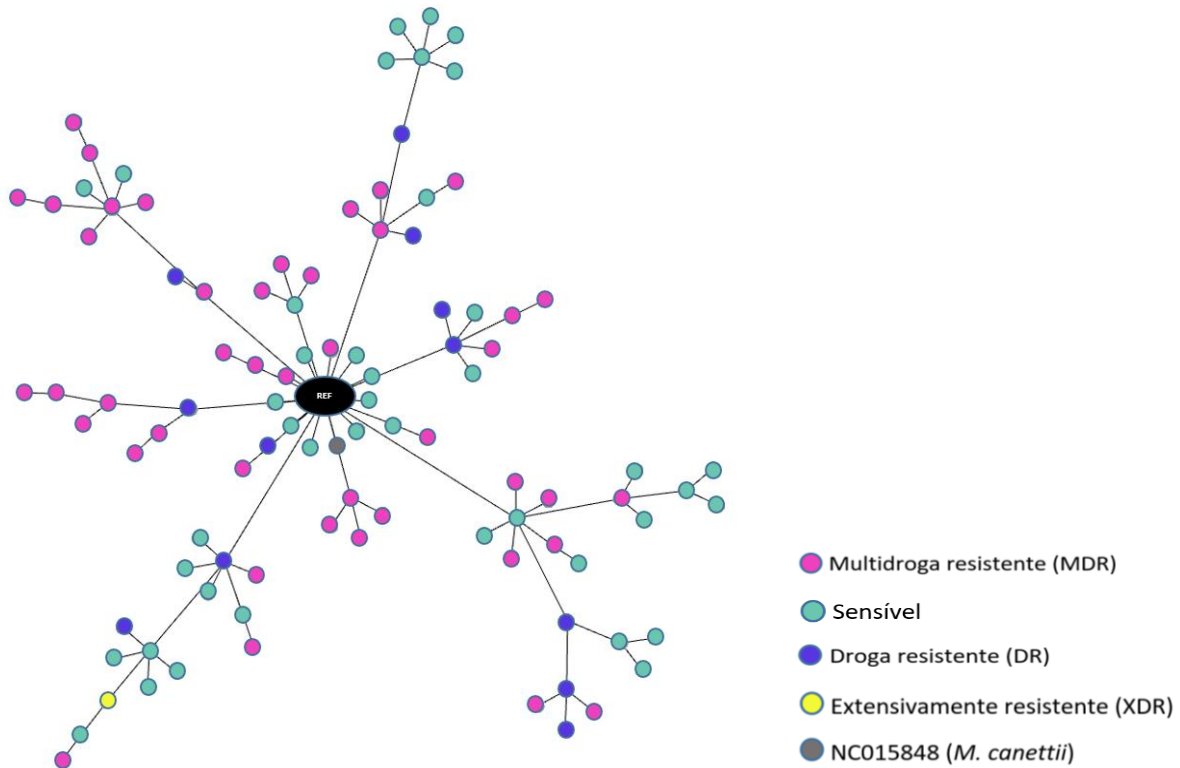 REF
Multidroga resistente (MDR)
Sensível
Droga resistente (DR)
Extensivamente resistente (XDR)
NC015848 (M. canettii)